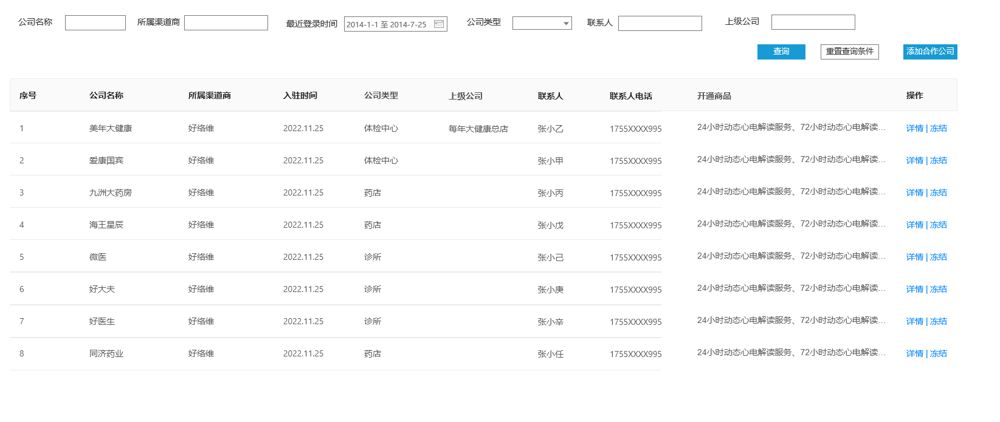 公司名称 所属渠道商 最近登录时间 2014-1-1 至 2014-7-25 公司类型 联系人 上级公司
查询 重置查询条件 添加合作公司
序号 公司名称 所属渠道商 入驻时间 公司类型 上级公司 联系人 联系人电话 开通商品 操作
1 美年大健康 好络维 2022.11.25 体检中心 每年大健康总店 张小乙 1755XXXX995 24小时动态心电解读服务、72小时动态心电解读... 详情 | 冻结
2 爱康国宾 好络维 2022.11.25 体检中心 张小甲 1755XXXX995 24小时动态心电解读服务、72小时动态心电解读... 详情 | 冻结
3 九洲大药房 好络维 2022.11.25 药店 张小丙 1755XXXX995 24小时动态心电解读服务、72小时动态心电解读... 详情 | 冻结
4 海王星辰 好络维 2022.11.25 药店 张小戊 1755XXXX995 24小时动态心电解读服务、72小时动态心电解读... 详情 | 冻结
5 微医 好络维 2022.11.25 诊所 张小己 1755XXXX995 24小时动态心电解读服务、72小时动态心电解读... 详情 | 冻结
6 好大夫 好络维 2022.11.25 诊所 张小庚 1755XXXX995 24小时动态心电解读服务、72小时动态心电解读... 详情 | 冻结
7 好医生 好络维 2022.11.25 诊所 张小辛 1755XXXX995 24小时动态心电解读服务、72小时动态心电解读... 详情 | 冻结
8 同济药业 好络维 2022.11.25 药店 张小任 1755XXXX995 24小时动态心电解读服务、72小时动态心电解读... 详情 | 冻结